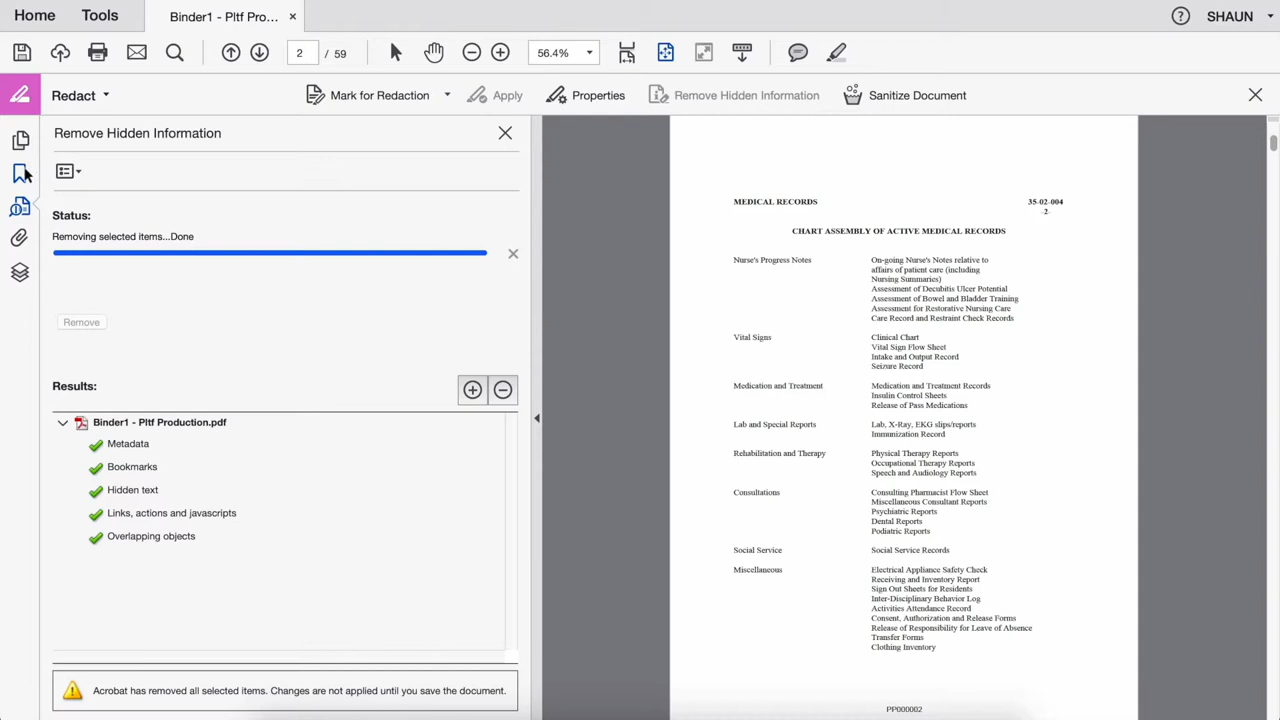 Home
Tools
Binder1 - Pltf Pro...
SHAUN
2 / 59
56.4%
Redact
Mark for Redaction
Apply
Properties
Remove Hidden Information
Sanitize Document
Remove Hidden Information
Status:
Removing selected items...Done
Remove
Results:
Binder1 - Pltf Production.pdf
Metadata
Bookmarks
Hidden text
Links, actions and javascripts
Overlapping objects
Acrobat has removed all selected items. Changes are not applied until you save the document.
MEDICAL RECORDS 35-02-004
-2-
CHART ASSEMBLY OF ACTIVE MEDICAL RECORDS
Nurse's Progress Notes On-going Nurse's Notes relative to
affairs of patient care (including
Nursing Summaries)
Assessment of Decubitis Ulcer Potential
Assessment of Bowel and Bladder Training
Assessment for Restorative Nursing Care
Care Record and Restraint Check Records
Vital Signs Clinical Chart
Vital Sign Flow Sheet
Intake and Output Record
Seizure Record
Medication and Treatment Medication and Treatment Records
Insulin Control Sheets
Release of Pass Medications
Lab and Special Reports Lab, X-Ray, EKG slips/reports
Immunization Record
Rehabilitation and Therapy Physical Therapy Reports
Occupational Therapy Reports
Speech and Audiology Reports
Consultations Consulting Pharmacist Flow Sheet
Miscellaneous Consultant Reports
Psychiatric Reports
Dental Reports
Podiatric Reports
Social Service Social Service Records
Miscellaneous Electrical Appliance Safety Check
Receiving and Inventory Report
Sign Out Sheets for Residents
Inter-Disciplinary Behavior Log
Activities Attendance Record
Consent, Authorization and Release Forms
Release of Responsibility for Leave of Absence
Transfer Forms
Clothing Inventory
PP000002